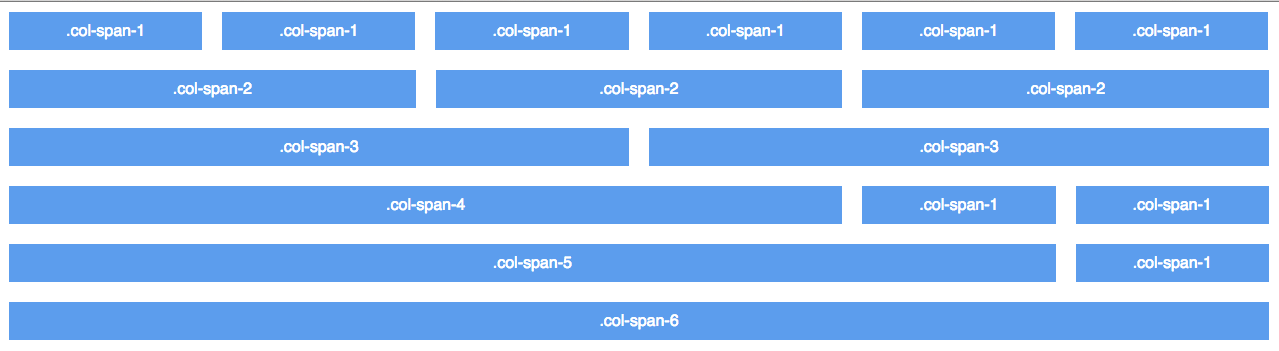 .col-span-1 .col-span-1 .col-span-1 .col-span-1 .col-span-1 .col-span-1
.col-span-2 .col-span-2 .col-span-2
.col-span-3 .col-span-3
.col-span-4 .col-span-1 .col-span-1
.col-span-5 .col-span-1
.col-span-6